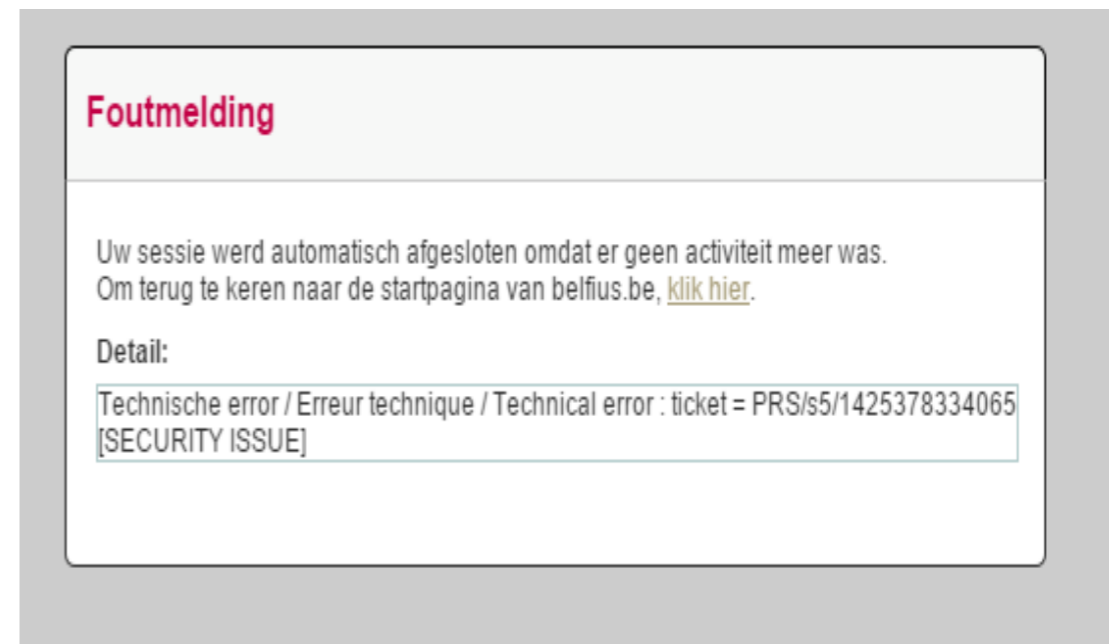 Foutmelding
Uw sessie werd automatisch afgesloten omdat er geen activiteit meer was.
Om terug te keren naar de startpagina van belfius.be, klik hier.
Detail:
Technische error / Erreur technique / Technical error : ticket = PRS/s5/1425378334065
[SECURITY ISSUE]